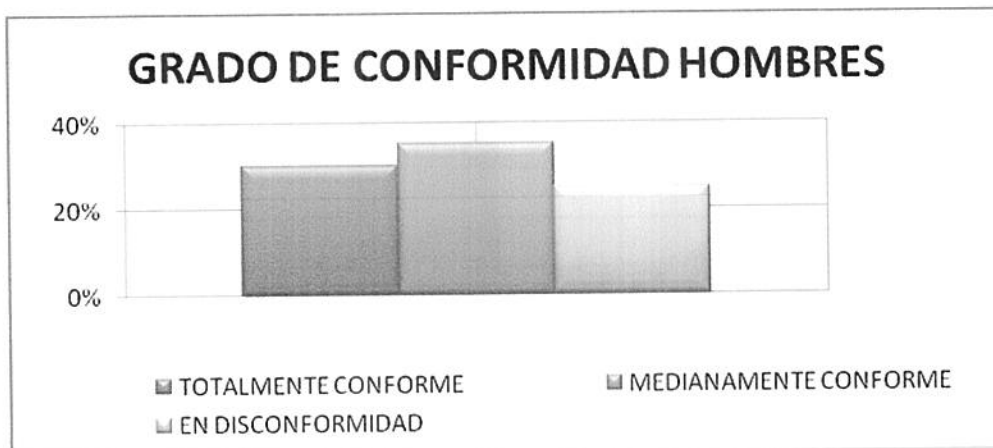 GRADO DE CONFORMIDAD HOMBRES
40%
20%
0%
TOTALMENTE CONFORME
MEDIANAMENTE CONFORME
EN DISCONFORMIDAD